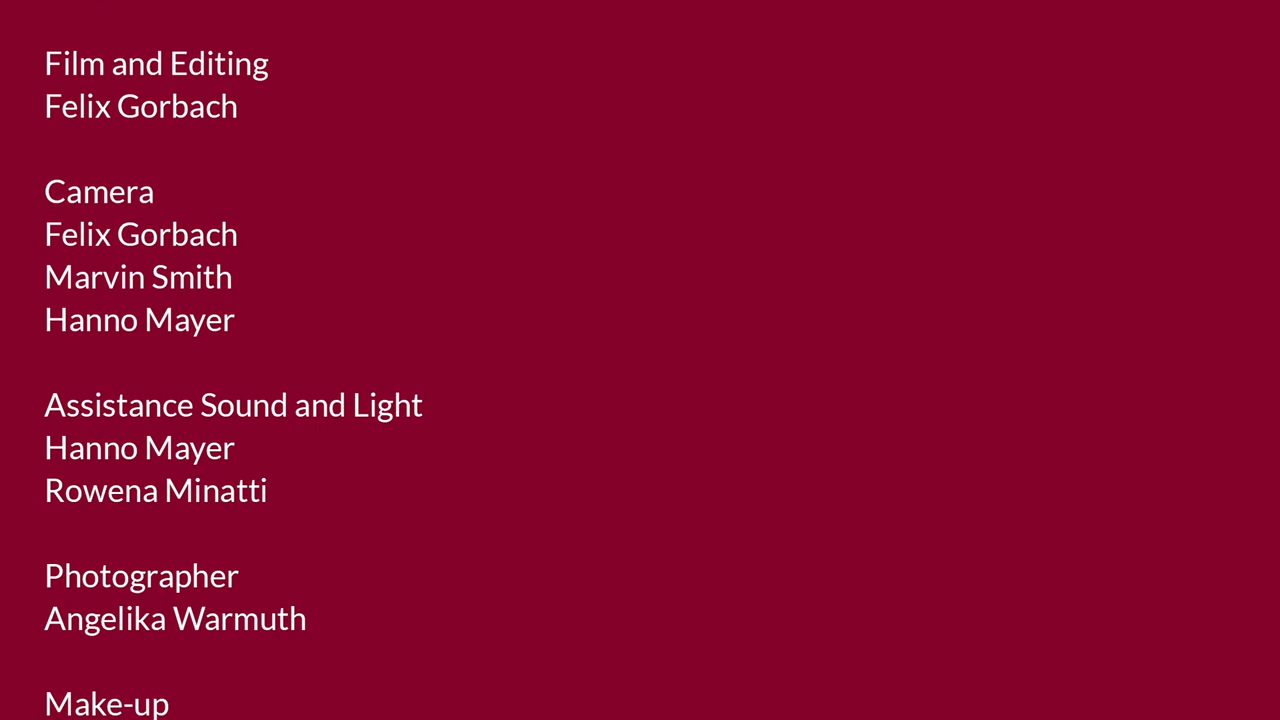 Film and Editing
Felix Gorbach
Camera
Felix Gorbach
Marvin Smith
Hanno Mayer
Assistance Sound and Light
Hanno Mayer
Rowena Minatti
Photographer
Angelika Warmuth
Make-up